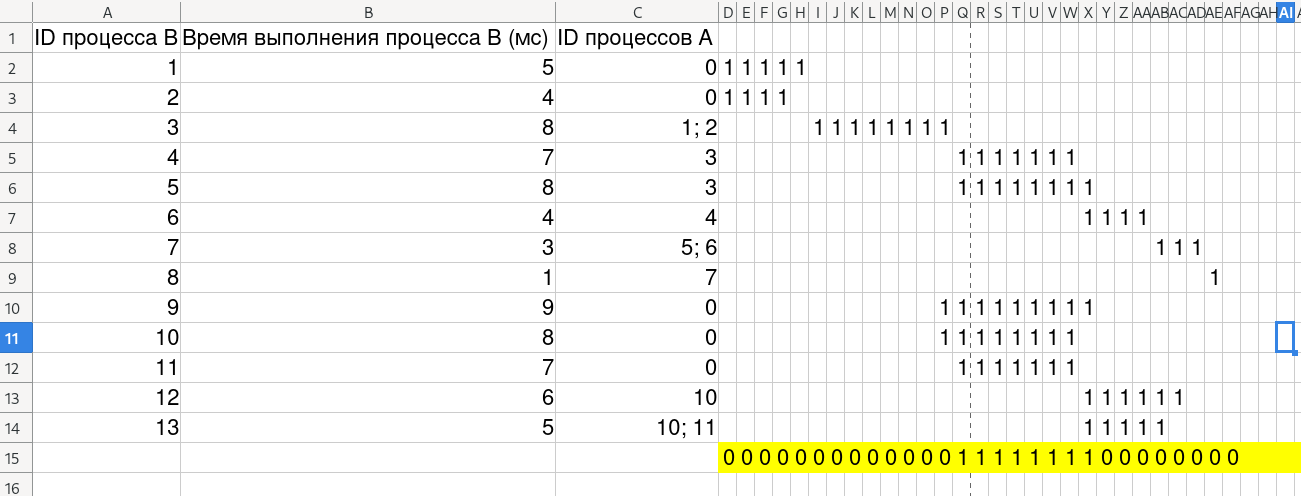 A B C D E F G H I J K L M N O P Q R S T U V W X Y Z AA AB AC AD AE AF AG AH AI
1 ID процесса B Время выполнения процесса B (мс) ID процессов A
2 1 5 0 1 1 1 1 1
3 2 4 0 1 1 1 1
4 3 8 1; 2 1 1 1 1 1 1 1 1
5 4 7 3 1 1 1 1 1 1 1
6 5 8 3 1 1 1 1 1 1 1 1
7 6 4 4 1 1 1 1
8 7 3 5; 6 1 1 1
9 8 1 7 1
10 9 9 0 1 1 1 1 1 1 1 1 1
11 10 8 0 1 1 1 1 1 1 1 1
12 11 7 0 1 1 1 1 1 1 1
13 12 6 10 1 1 1 1 1 1
14 13 5 10; 11 1 1 1 1 1
15 0 0 0 0 0 0 0 0 0 0 0 0 0 1 1 1 1 1 1 1 1 0 0 0 0 0 0 0 0
16